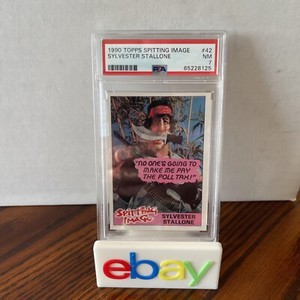 1990 TOPPS SPITTING IMAGE #42
SYLVESTER STALLONE NM 7
PSA 65228125
"NO ONE'S GOING TO
MAKE ME PAY
THE POLL TAX!"
SPITTING
IMAGE
SYLVESTER
STALLONE
ebay